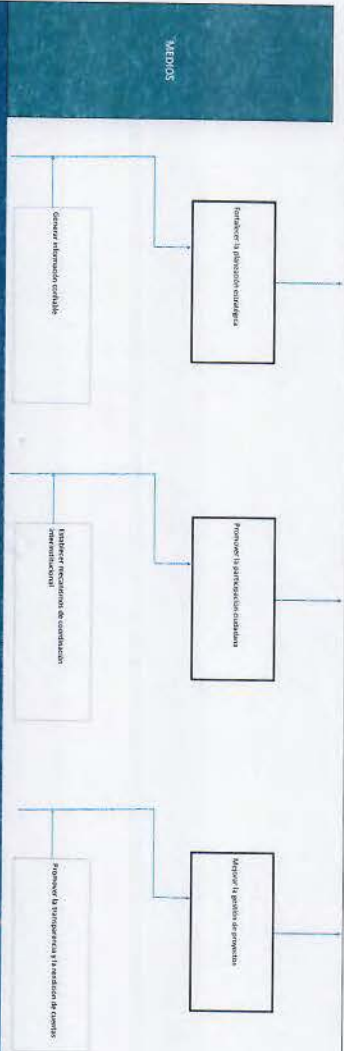 MEDIOS
Fortalecer la planeación estratégica
Promover la participación ciudadana
Mejorar la gestión de proyectos
Generar información confiable
Establecer mecanismos de coordinación
interinstitucional
Promover la transparencia y la rendición de cuentas